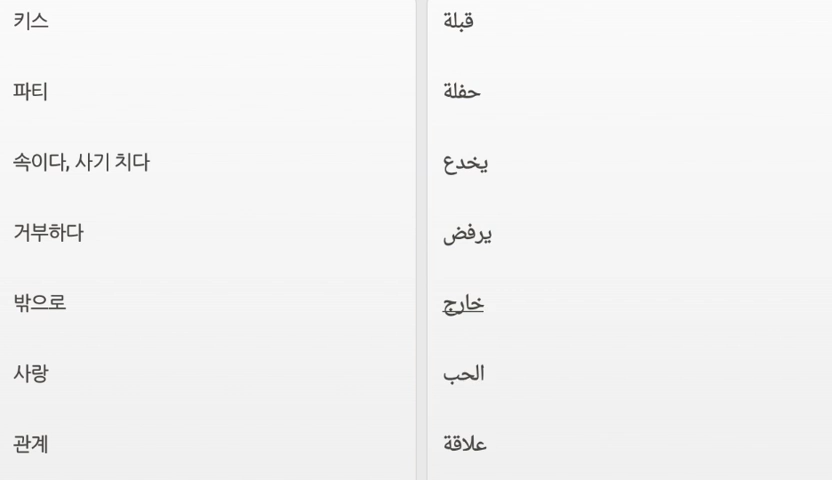 키스
قبلة
파티
حفلة
속이다, 사기 치다
يخدع
거부하다
يرفض
밖으로
خارج
사랑
الحب
관계
علاقة